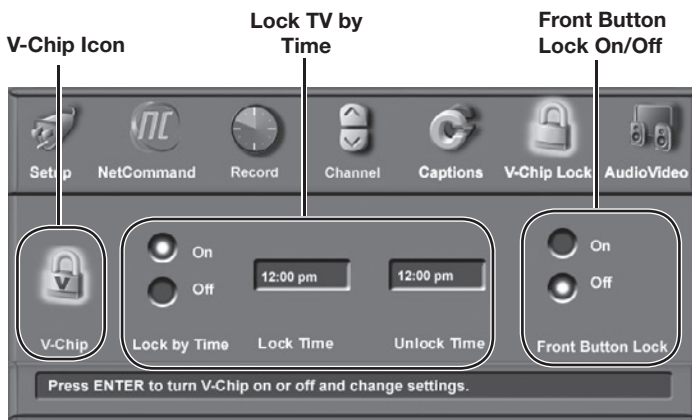 V-Chip Icon
Lock TV by
Time
Front Button
Lock On/Off
NC
Setup NetCommand Record Channel Captions V-Chip Lock AudioVideo
On
12:00 pm
12:00 pm
On
Off
Off
V
V-Chip Lock by Time Lock Time Unlock Time Front Button Lock
Press ENTER to turn V-Chip on or off and change settings.